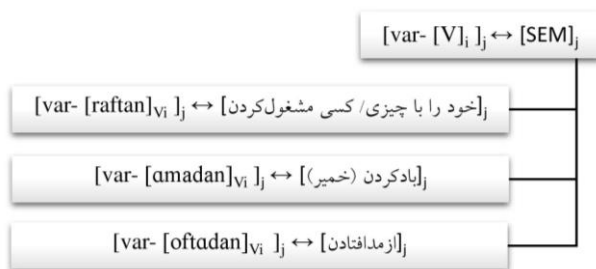 [var- [V]i ]j ↔ [SEM]j
[var- [raftan]Vi ]j ↔ [خود را با چیزی/ کسی مشغول‌کردن]j
[var- [ɑmadan]Vi ]j ↔ [بادکردن (خمیر)]j
[var- [oftɑdan]Vi ]j ↔ [ازمدافتادن]j